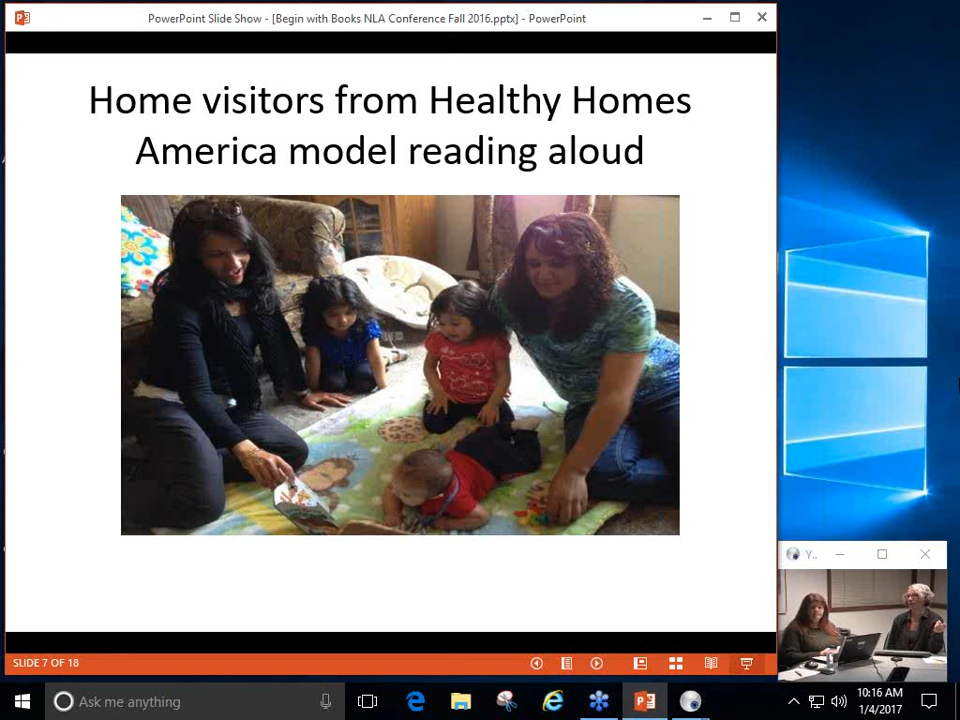 PowerPoint Slide Show - [Begin with Books NLA Conference Fall 2016.pptx] - PowerPoint
Home visitors from Healthy Homes
America model reading aloud
Y..
SLIDE 7 OF 18
Ask me anything
10:16 AM
1/4/2017